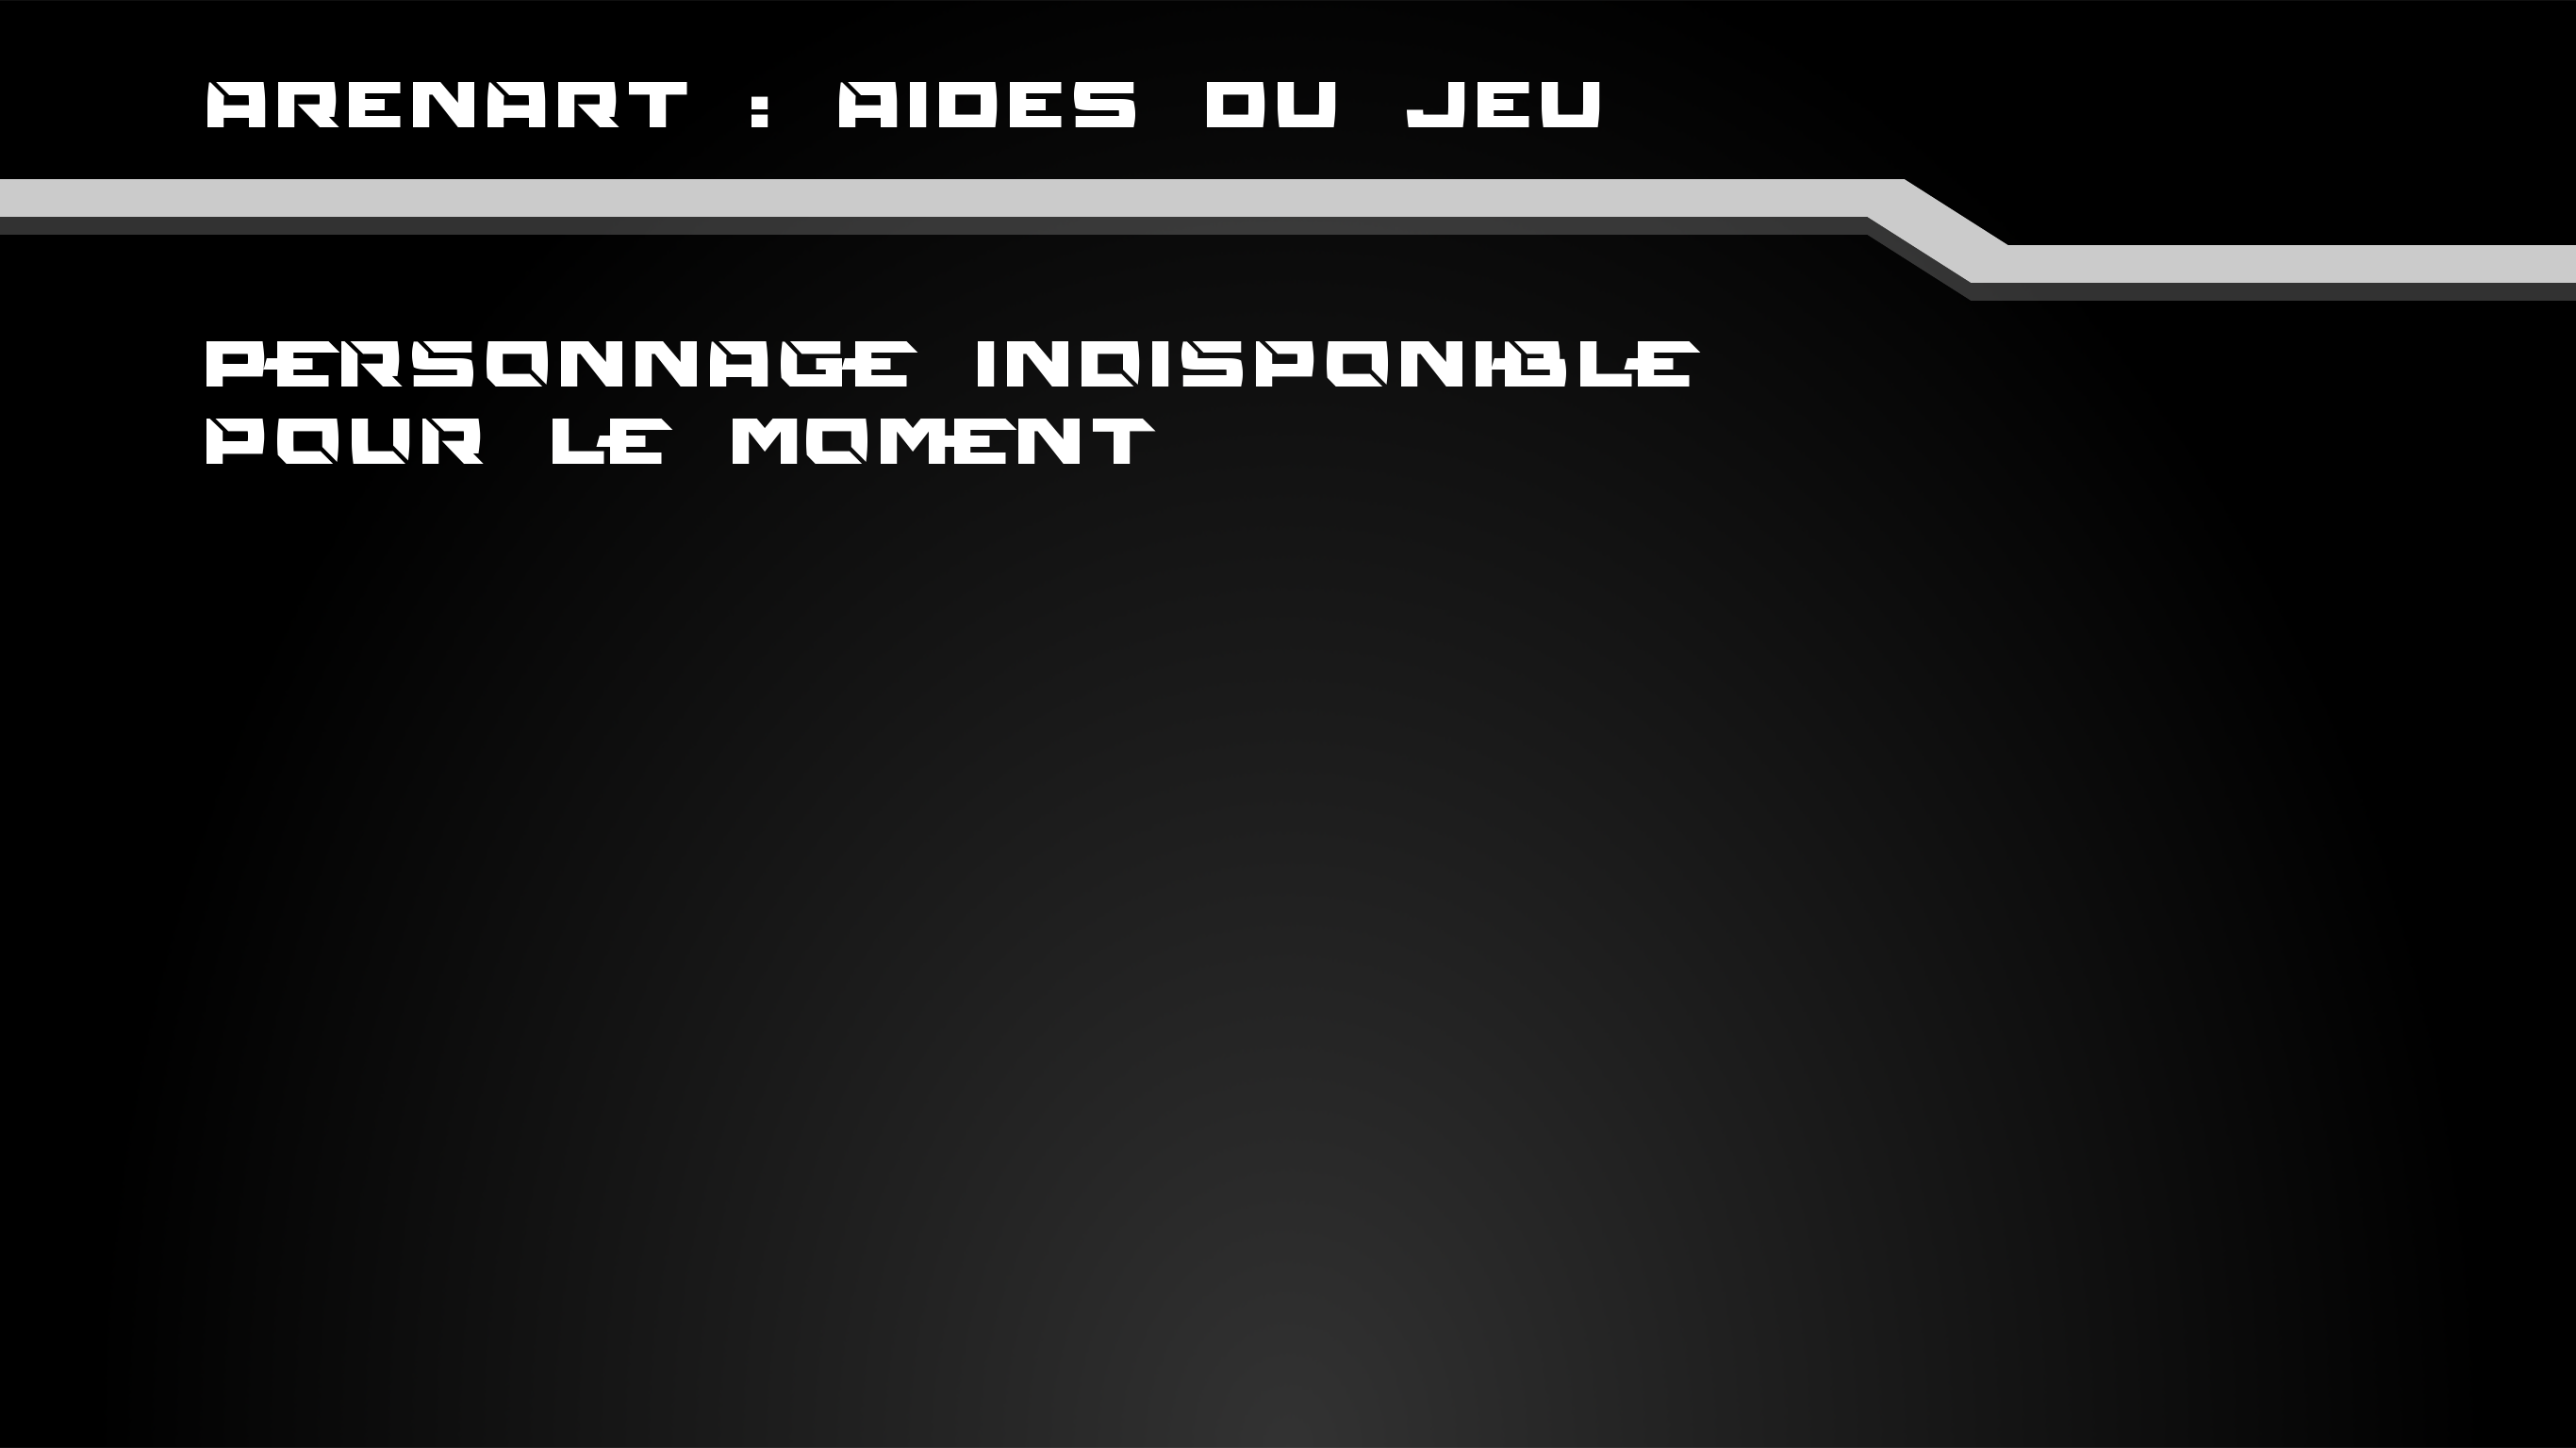 ARENART : AIDES DU JEU
PERSONNAGE INDISPONIBLE
POUR LE MOMENT